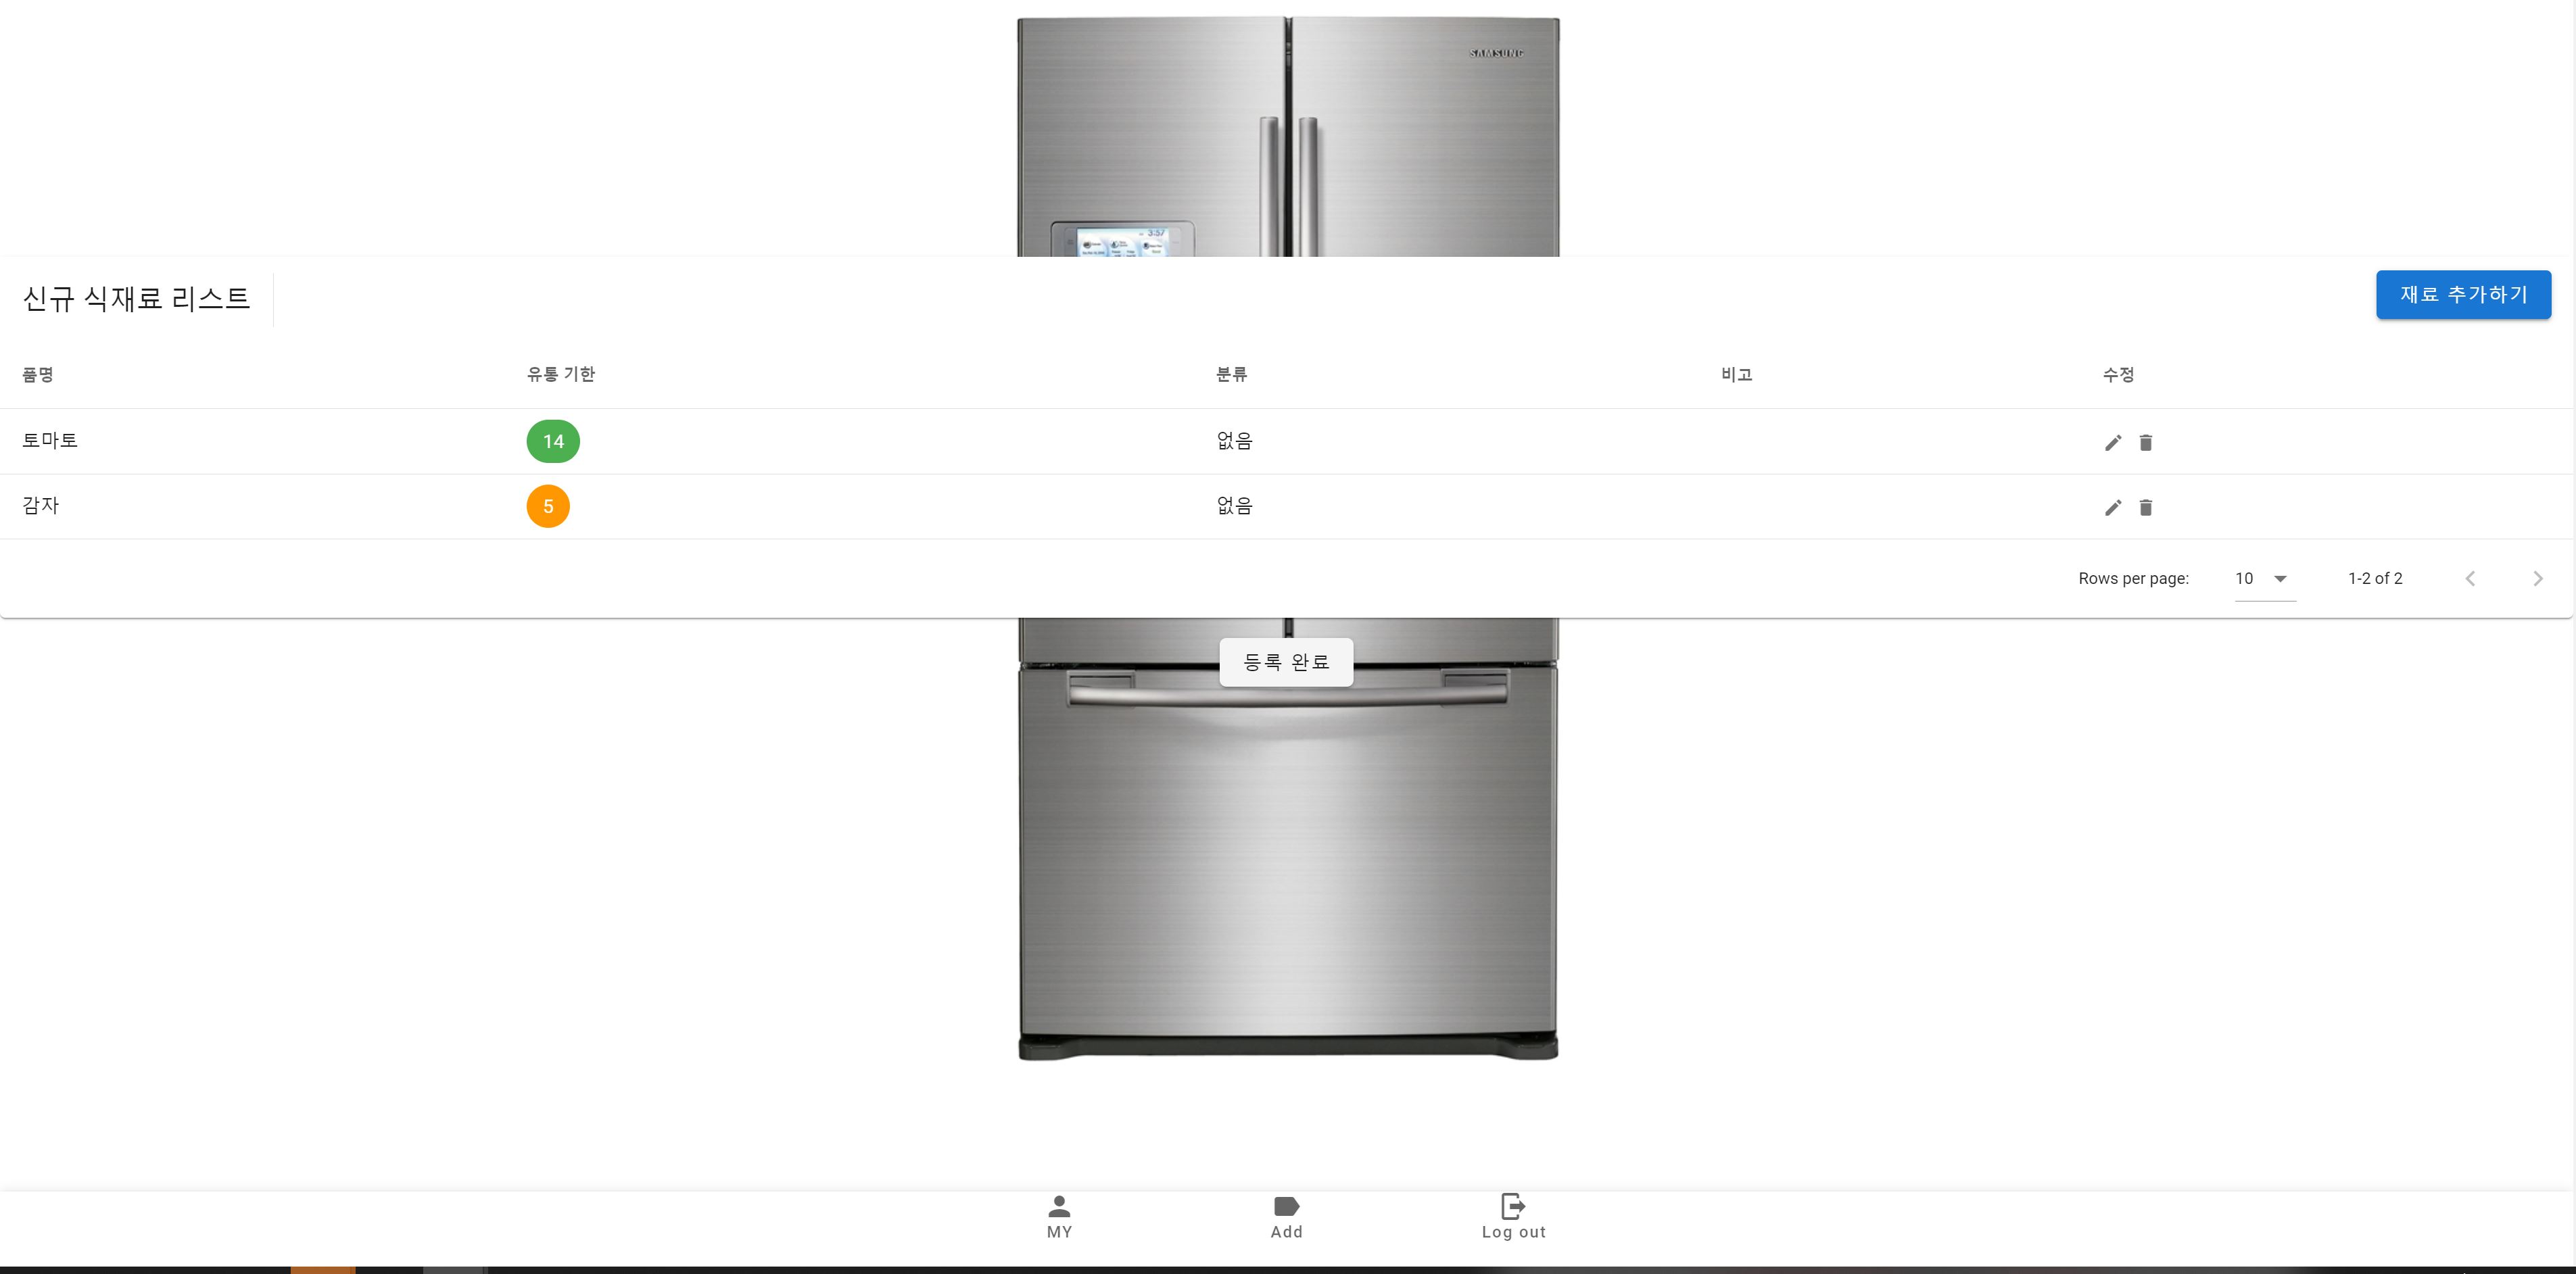 SAMSUNG
3:57
신규 식재료 리스트
재료 추가하기
품명 유통 기한 분류 비고 수정
토마토 14 없음
감자 5 없음
Rows per page: 10 1-2 of 2
등록 완료
MY Add Log out